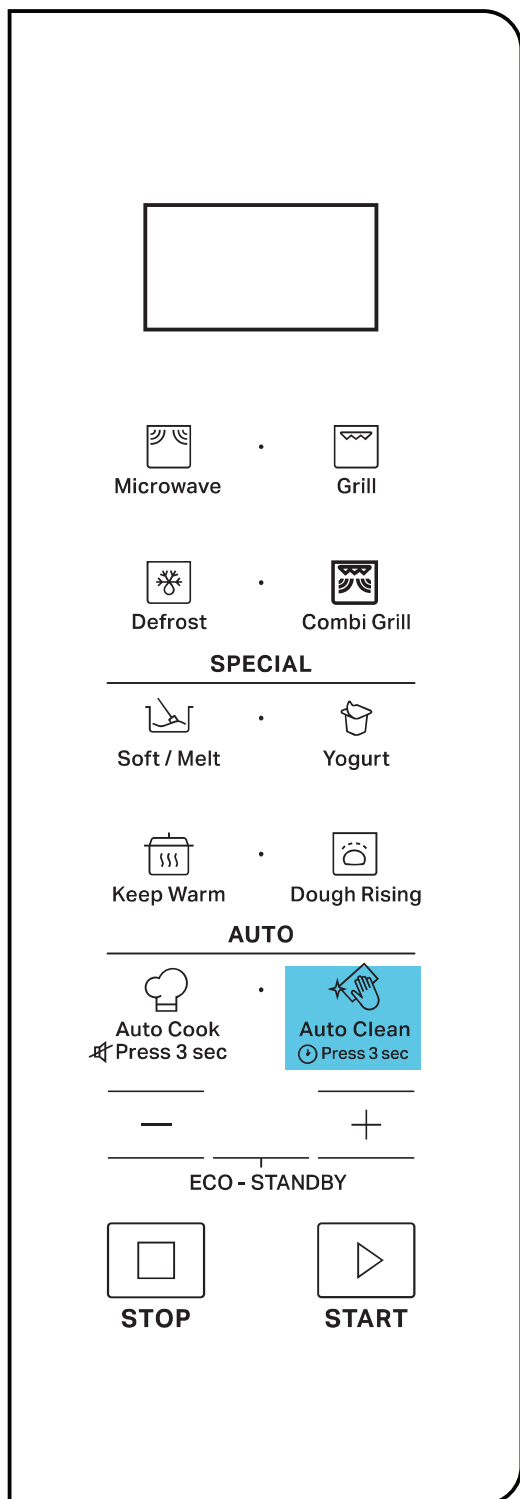 Microwave
Grill
Defrost
Combi Grill
SPECIAL
Soft / Melt
Yogurt
Keep Warm
Dough Rising
AUTO
Auto Cook
Press 3 sec
Auto Clean
Press 3 sec
— +
ECO - STANDBY
STOP
START